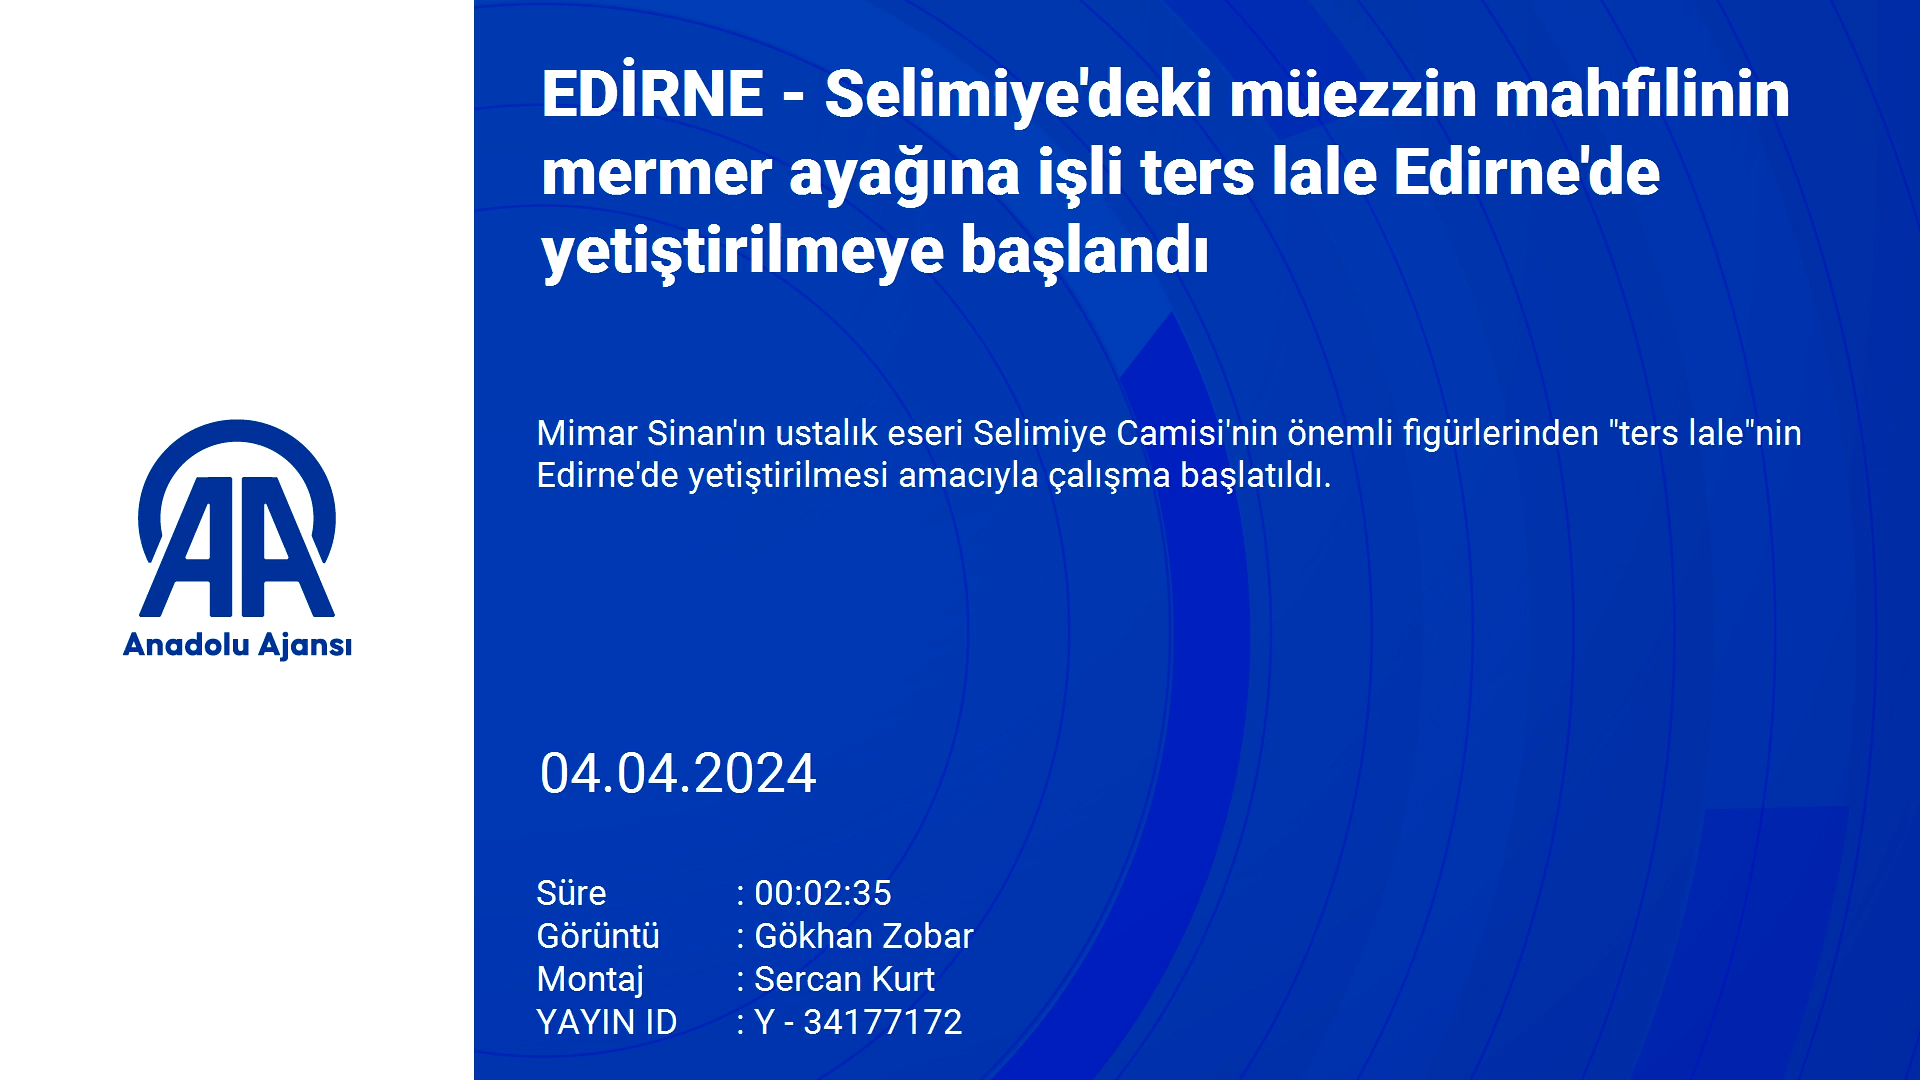 EDİRNE - Selimiye'deki müezzin mahfilinin
mermer ayağına işli ters lale Edirne'de
yetiştirilmeye başlandı
Mimar Sinan'ın ustalık eseri Selimiye Camisi'nin önemli figürlerinden "ters lale"nin
Edirne'de yetiştirilmesi amacıyla çalışma başlatıldı.
AA
Anadolu Ajansı
04.04.2024
Süre : 00:02:35
Görüntü : Gökhan Zobar
Montaj : Sercan Kurt
YAYIN ID : Y - 34177172